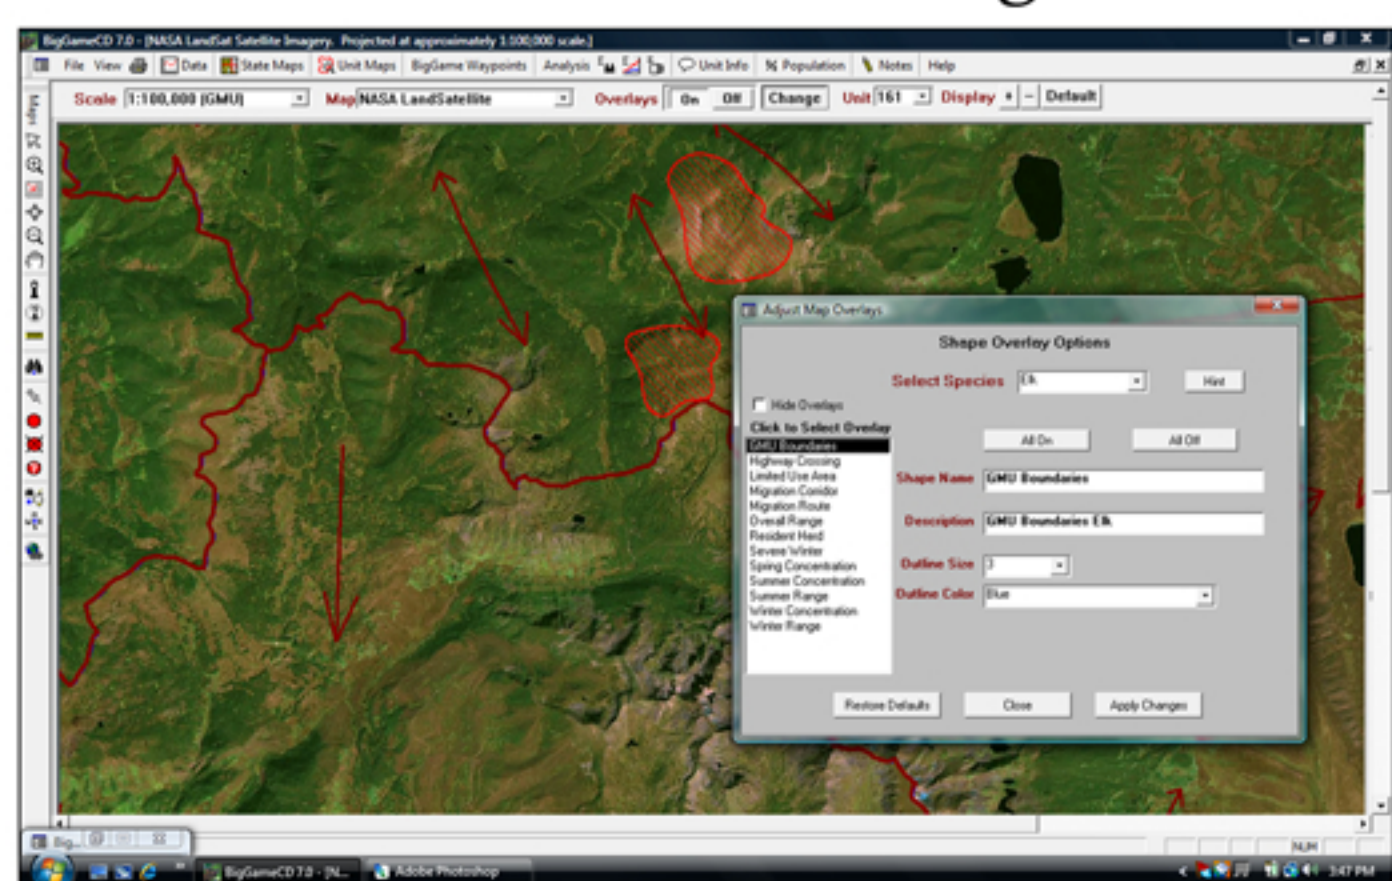 BigGameCD 7.0 - [NASA LandSat Satellite Imagery. Projected at approximately 1:100,000 scale.]
File View Data State Maps Unit Maps BigGame Waypoints Analysis Unit Info Population Notes Help
Scale 1:100,000 (GMU) Map NASA LandSatellite Overlays On Off Change Unit 161 Display + - Default
Maps
Adjust Map Overlays
Shape Overlay Options
Select Species Elk Hint
Hide Overlays
Click to Select Overlay
All On All Off
GMU Boundaries
Highway Crossing
Limited Use Area
Migration Corridor
Migration Route
Overall Range
Resident Herd
Severe Winter
Spring Concentration
Summer Concentration
Summer Range
Winter Concentration
Winter Range
Shape Name GMU Boundaries
Description GMU Boundaries Elk
Outline Size 3
Outline Color Blue
Restore Defaults Close Apply Changes
Big...
NUM
BigGameCD 7.0 - [N... Adobe Photoshop 3:47 PM